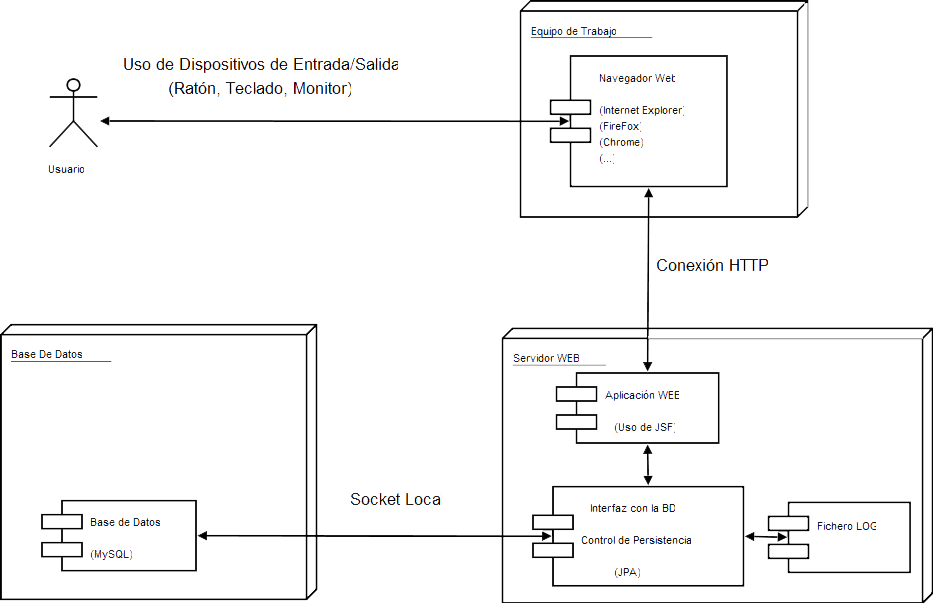 Uso de Dispositivos de Entrada/Salida
(Ratón, Teclado, Monitor)
Usuario
Equipo de Trabajo
Navegador Web
(Internet Explorer)
(FireFox)
(Chrome)
(...)
Conexión HTTP
Base De Datos
Base de Datos
(MySQL)
Socket Loca
Servidor WEB
Aplicación WEE
(Uso de JSF)
Interfaz con la BD
Control de Persistencia
(JPA)
Fichero LOG